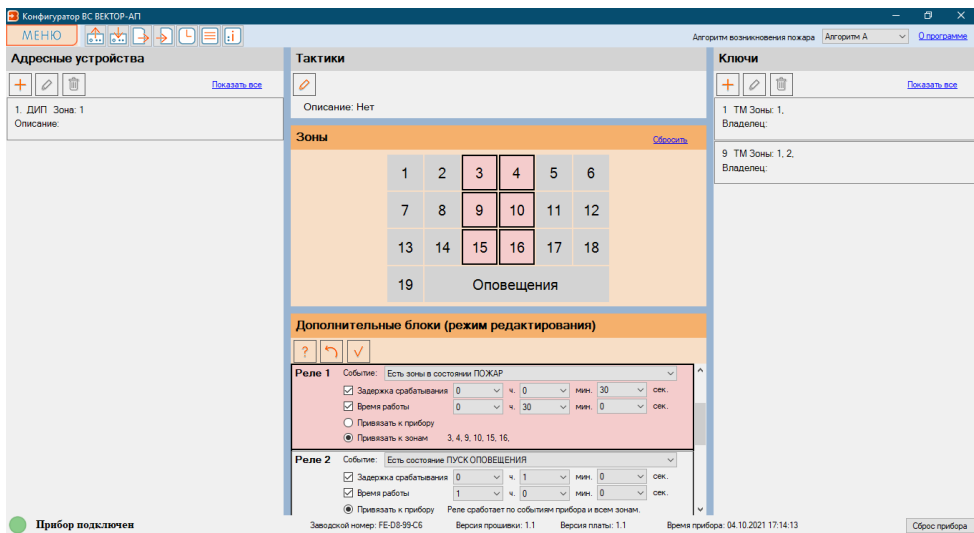 Конфигуратор ВС ВЕКТОР-АП
МЕНЮ
Алгоритм возникновения пожара Алгоритм А О программе
Адресные устройства
Показать все
1. ДИП Зона: 1
Описание:
Тактики
Описание: Нет
Зоны Сбросить
1 2 3 4 5 6
7 8 9 10 11 12
13 14 15 16 17 18
19 Оповещения
Дополнительные блоки (режим редактирования)
?
Реле 1 Событие: Есть зоны в состоянии ПОЖАР
Задержка срабатывания 0 ч. 0 мин. 30 сек.
Время работы 0 ч. 30 мин. 0 сек.
Привязать к прибору
Привязать к зонам 3, 4, 9, 10, 15, 16,
Реле 2 Событие: Есть состояние ПУСК ОПОВЕЩЕНИЯ
Задержка срабатывания 0 ч. 1 мин. 0 сек.
Время работы 1 ч. 0 мин. 0 сек.
Привязать к прибору Реле сработает по событиям прибора и всем зонам.
Ключи
Показать все
1 ТМ Зоны: 1,
Владелец:
9 ТМ Зоны: 1, 2,
Владелец:
Прибор подключен Заводской номер: FE-D8-99-C6 Версия прошивки: 1.1 Версия платы: 1.1 Время прибора: 04.10.2021 17:14:13 Сброс прибора